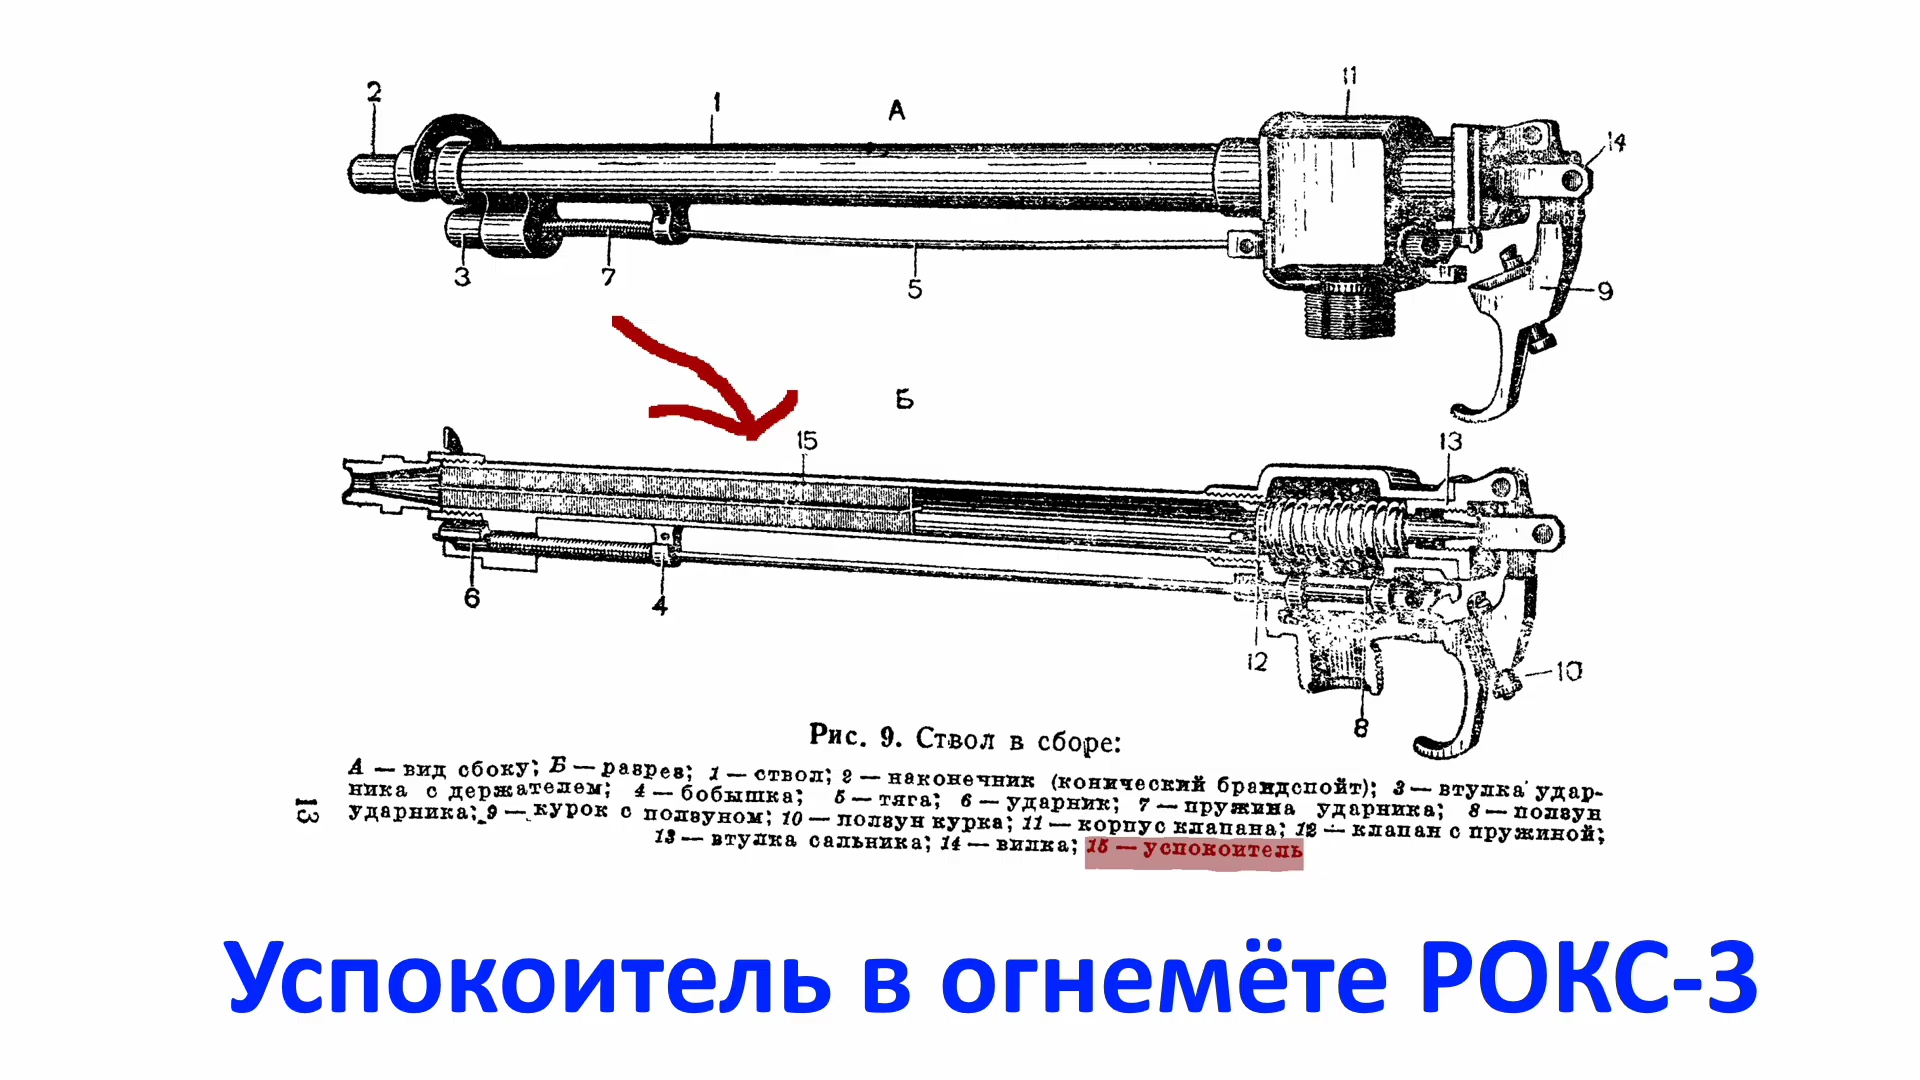 2
1
А
11
14
3
7
5
9
Б
15
13
6
4
12
10
8
Рис. 9. Ствол в сборе:
А — вид сбоку; Б — разрез; 1 — ствол; 2 — наконечник (конический брандспойт); 3 — втулка удар-
ника с держателем; 4 — бобышка; 5 — тяга; 6 — ударник; 7 — пружина ударника; 8 — ползун
ударника; 9 — курок с ползуном; 10 — ползун курка; 11 — корпус клапана; 12 — клапан с пружиной;
13 — втулка сальника; 14 — вилка; 15 — успокоитель
13
Успокоитель в огнемёте РОКС-3